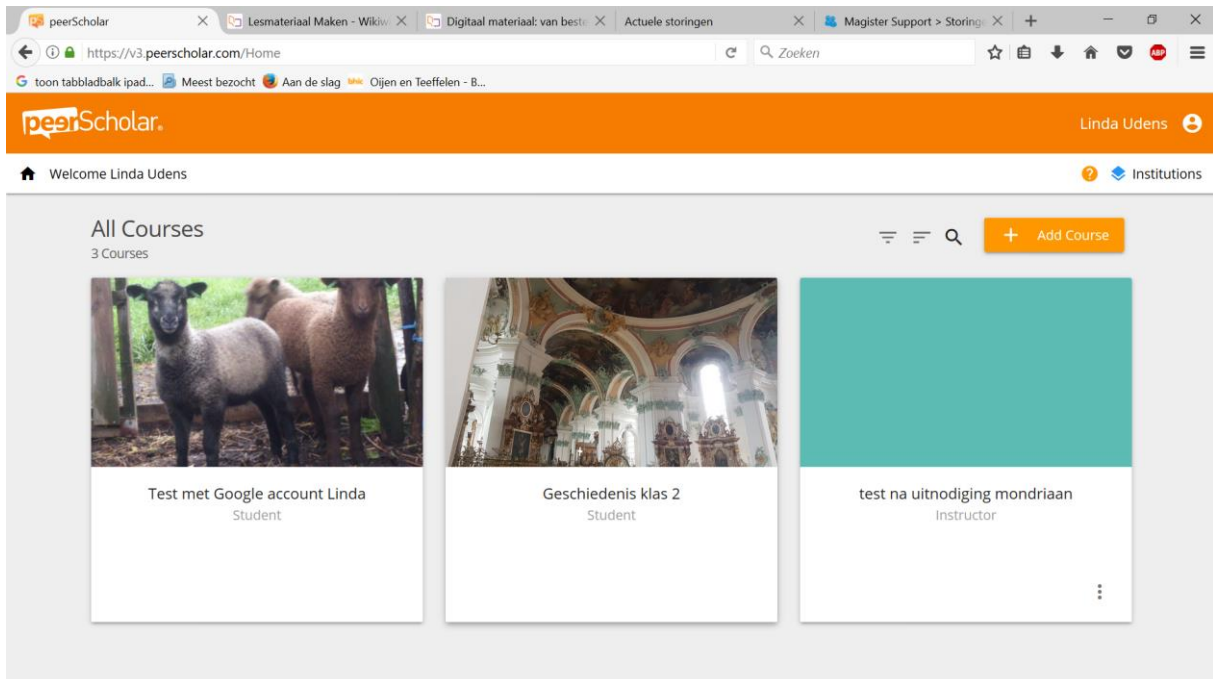 peerScholar Lesmateriaal Maken - Wikiw Digitaal materiaal: van beste Actuele storingen Magister Support > Storing
https://v3.peerscholar.com/Home Zoeken ABP
G toon tabbladbalk ipad... Meest bezocht Aan de slag Oijen en Teeffelen - B...
peerScholar. Linda Udens
Welcome Linda Udens ? Institutions
All Courses
3 Courses
+ Add Course
Test met Google account Linda
Student
Geschiedenis klas 2
Student
test na uitnodiging mondriaan
Instructor